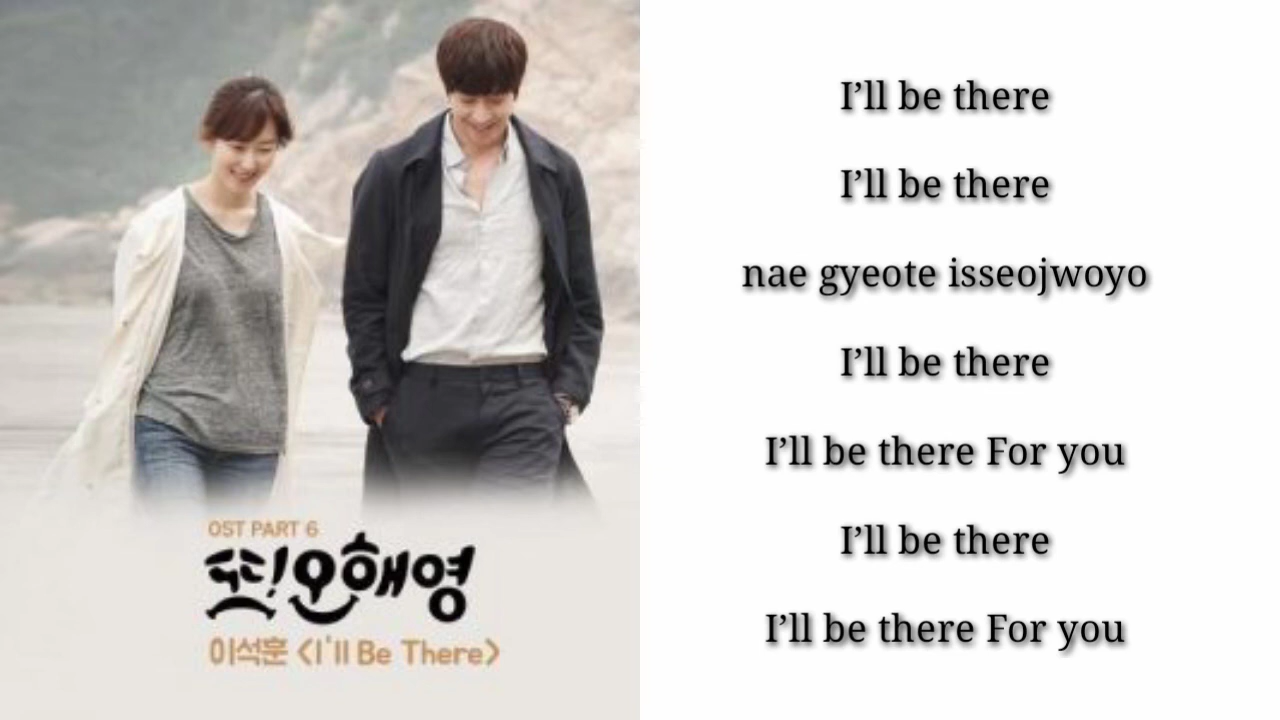 OST PART 6
또!오해영
이석훈 <I'll Be There>
I’ll be there
I’ll be there
nae gyeote isseojwoyo
I’ll be there
I’ll be there For you
I’ll be there
I’ll be there For you